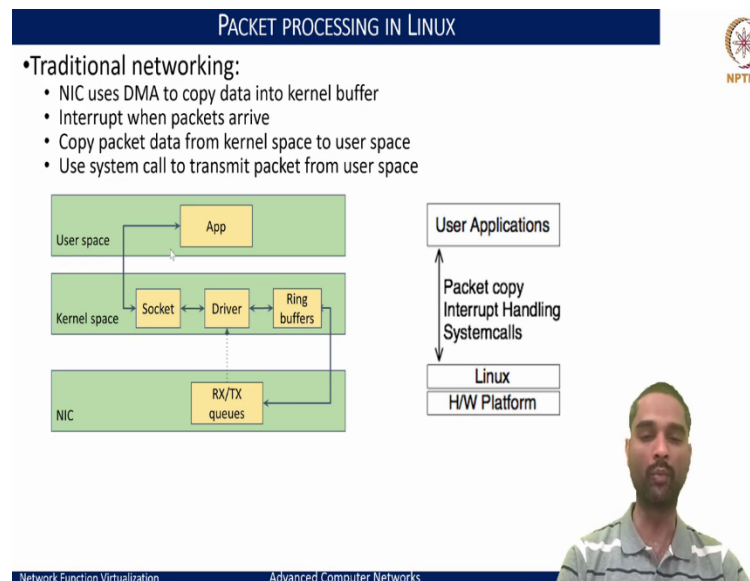 PACKET PROCESSING IN LINUX
•Traditional networking:
• NIC uses DMA to copy data into kernel buffer
• Interrupt when packets arrive
• Copy packet data from kernel space to user space
• Use system call to transmit packet from user space
App
User space
Socket
Driver
Ring
buffers
Kernel space
RX/TX
queues
NIC
User Applications
Packet copy
Interrupt Handling
Systemcalls
Linux
H/W Platform
Network Function Virtualization
Advanced Computer Networks